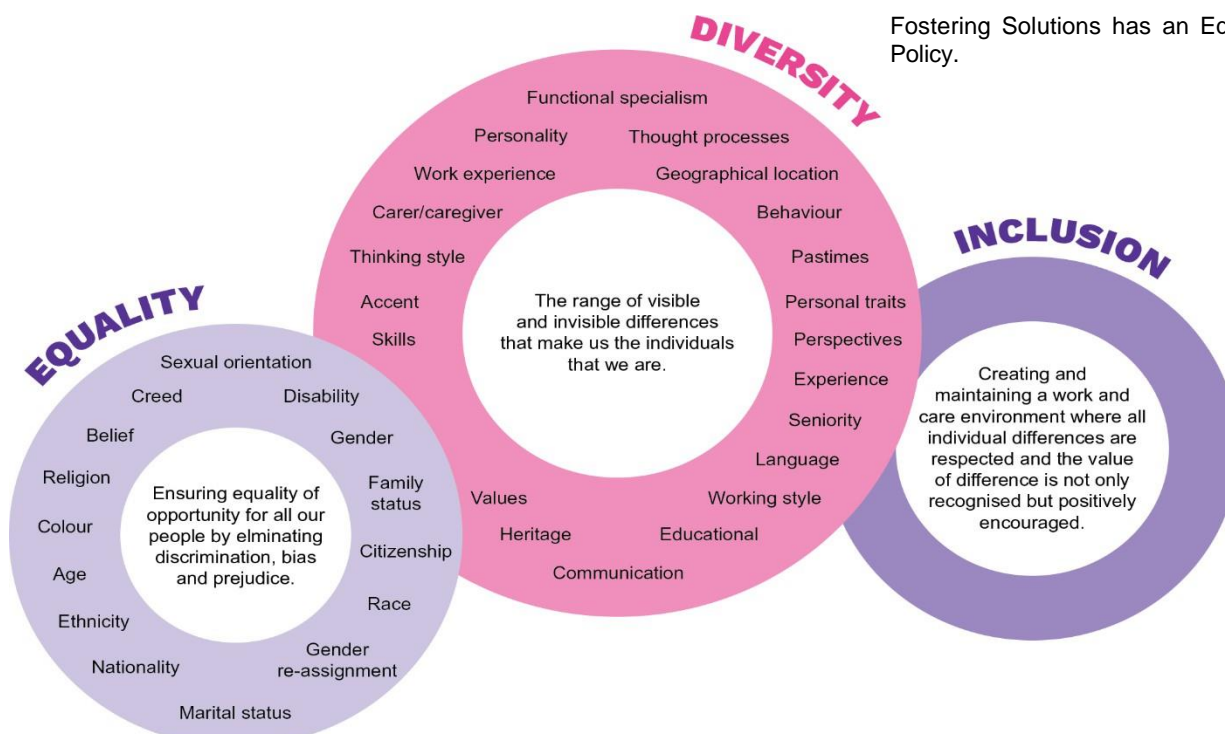 Fostering Solutions has an
Policy.
DIVERSITY
Functional specialism
Personality
Thought processes
Work experience
Geographical location
Carer/caregiver
Behaviour
Thinking style
Pastimes
Accent
Personal traits
Skills
Perspectives
Experience
Seniority
Language
Values
Working style
Heritage
Educational
Communication
The range of visible
and invisible differences
that make us the individuals
that we are.
EQUALITY
Sexual orientation
Creed
Disability
Belief
Gender
Religion
Family
status
Colour
Citizenship
Age
Race
Ethnicity
Gender
re-assignment
Nationality
Marital status
Ensuring equality of
opportunity for all our
people by elminating
discrimination, bias
and prejudice.
INCLUSION
Creating and
maintaining a work and
care environment where all
individual differences are
respected and the value
of difference is not only
recognised but positively
encouraged.